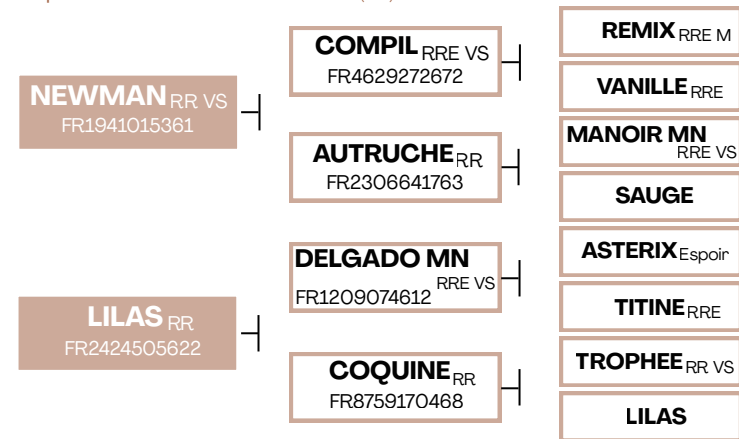 NEWMAN RR VS
FR1941015361
LILAS RR
FR2424505622
COMPIL RRE VS
FR4629272672
AUTRUCHE RR
FR2306641763
DELGADO MN
RRE VS
FR1209074612
COQUINE RR
FR8759170468
REMIX RRE M
VANILLE RRE
MANOIR MN
RRE VS
SAUGE
ASTERIX Espoir
TITINE RRE
TROPHEE RR VS
LILAS